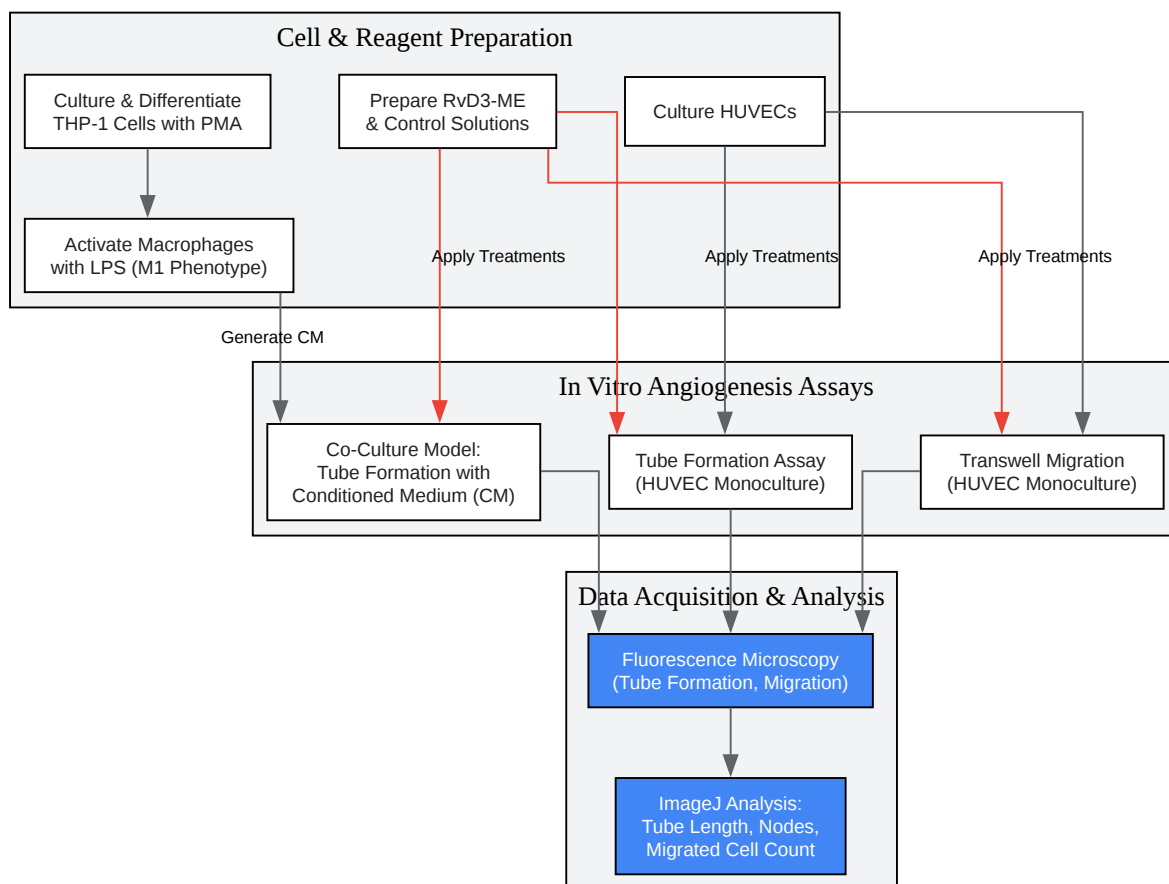 Cell & Reagent Preparation
Culture & Differentiate
THP-1 Cells with PMA
Prepare RvD3-ME
& Control Solutions
Culture HUVECs
Activate Macrophages
with LPS (M1 Phenotype)
Apply Treatments
Apply Treatments
Apply Treatments
Generate CM
In Vitro Angiogenesis Assays
Co-Culture Model:
Tube Formation with
Conditioned Medium (CM)
Tube Formation Assay
(HUVEC Monoculture)
Transwell Migration
(HUVEC Monoculture)
Data Acquisition & Analysis
Fluorescence Microscopy
(Tube Formation, Migration)
ImageJ Analysis:
Tube Length, Nodes,
Migrated Cell Count